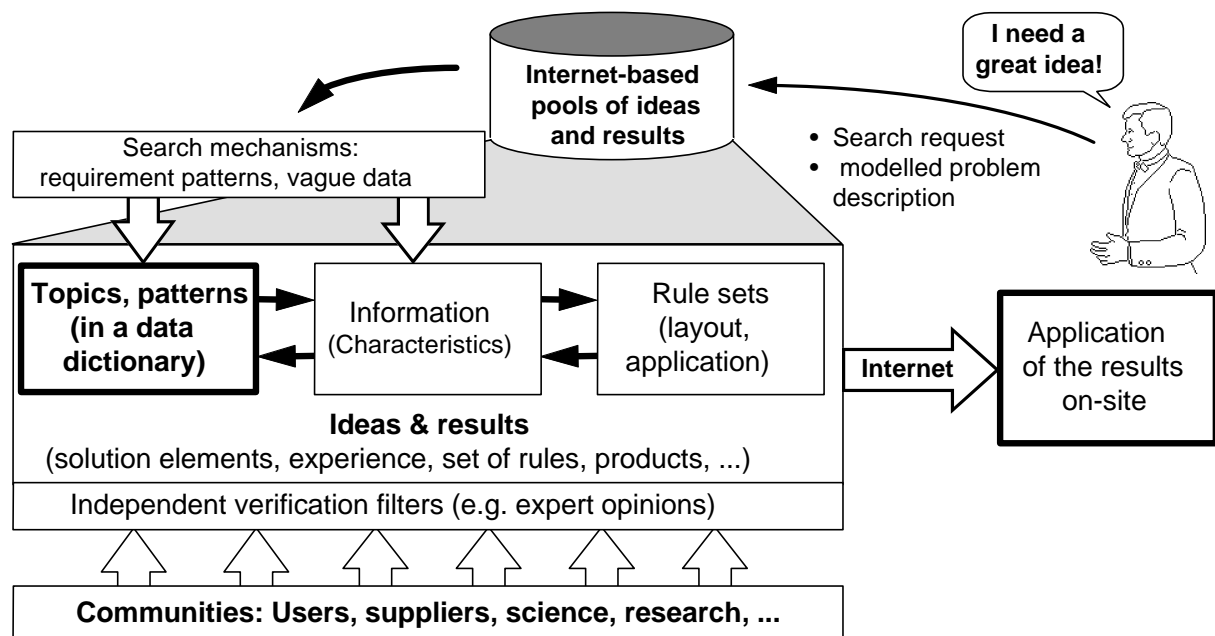 I need a
great idea!
Internet-based
pools of ideas
and results
• Search request
• modelled problem
description
Search mechanisms:
requirement patterns, vague data
Topics, patterns
(in a data
dictionary)
Information
(Characteristics)
Rule sets
(layout,
application)
Internet
Application
of the results
on-site
Ideas & results
(solution elements, experience, set of rules, products, ...)
Independent verification filters (e.g. expert opinions)
Communities: Users, suppliers, science, research, ...